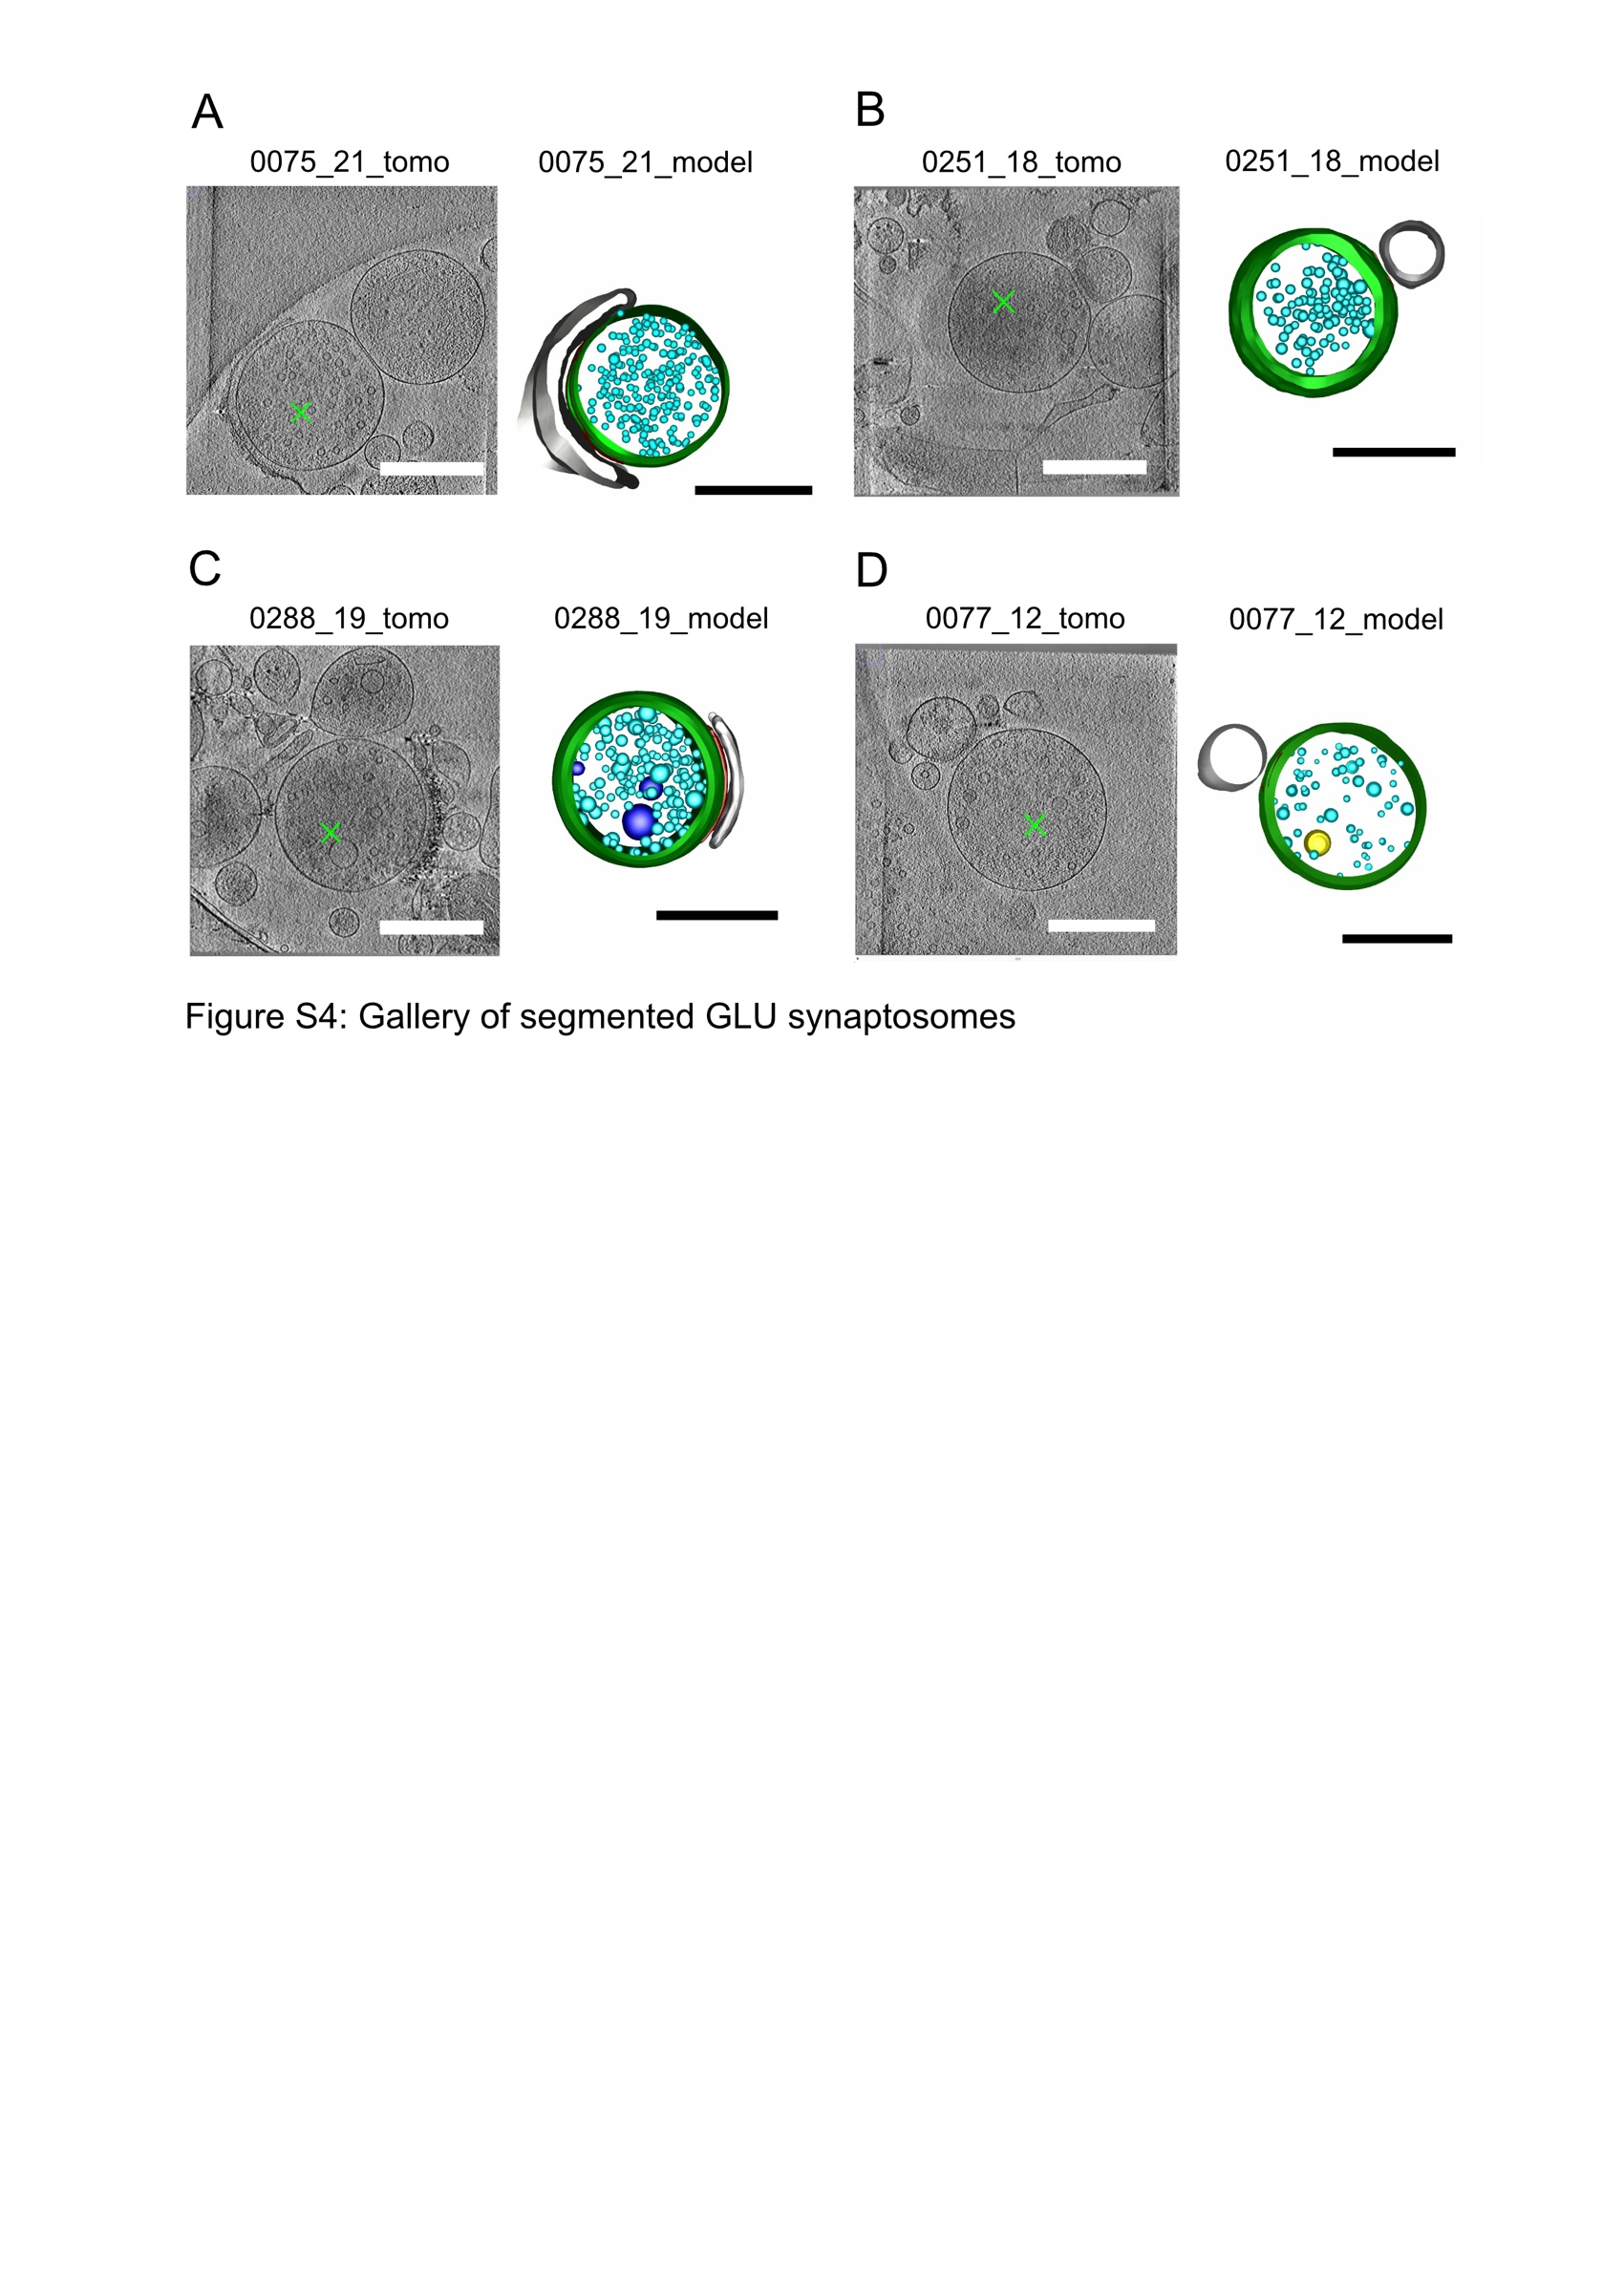 A
B
0075_21_tomo
0075_21_model
0251_18_tomo
0251_18_model
C
D
0288_19_tomo
0288_19_model
0077_12_tomo
0077_12_model
Figure S4: Gallery of segmented GLU synaptosomes